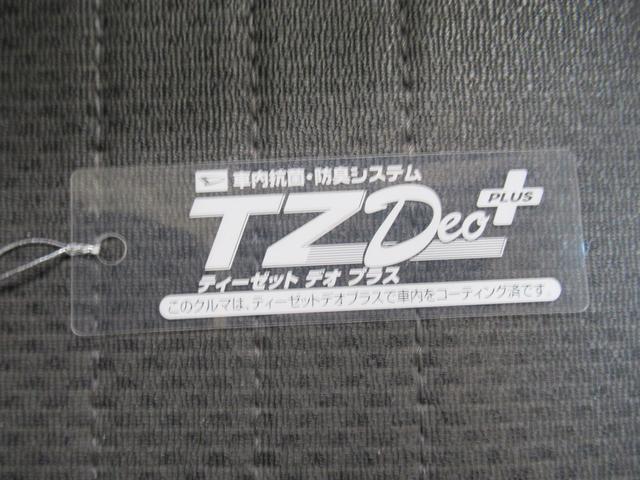 車内抗菌・防臭システム
TZ Deo PLUS
ティーゼット デオ プラス
このクルマは、ティーゼットデオプラスで車内をコーティング済です